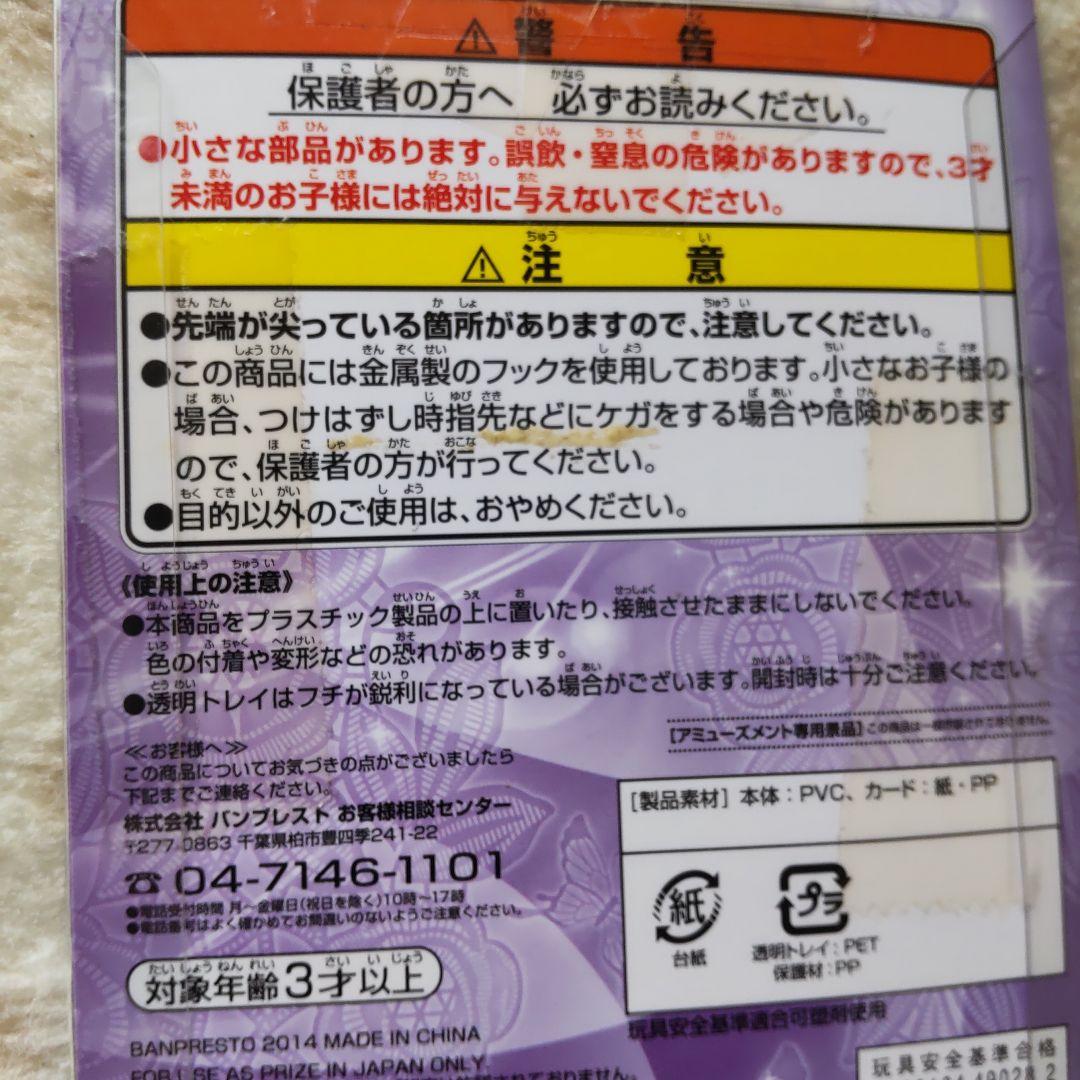 ⚠警告
保護者の方へ 必ずお読みください。
●小さな部品があります。誤飲・窒息の危険がありますので、3才
未満のお子様には絶対に与えないでください。
⚠注意
●先端が尖っている箇所がありますので、注意してください。
●この商品には金属製のフックを使用しております。小さなお子様の
場合、つけはずし時指先などにケガをする場合や危険があります
ので、保護者の方が行ってください。
●目的以外のご使用は、おやめください。
《使用上の注意》
●本商品をプラスチック製品の上に置いたり、接触させたままにしないでください。
色の付着や変形などの恐れがあります。
●透明トレイはフチが鋭利になっている場合がございます。開封時は十分ご注意ください。
[アミューズメント専用景品]この商品は一般市販されておりません。
≪お客様へ≫
この商品についてお気づきの点がございましたら
下記までご連絡ください。
株式会社 バンプレスト お客様相談センター
〒277-0863 千葉県柏市豊四季241-22
☎04-7146-1101
●電話受付時間 月〜金曜日(祝日を除く)10時〜17時
●電話番号はよく確かめてお間違いのないようご注意ください。
対象年齢3才以上
BANPRESTO 2014 MADE IN CHINA
FOR USE AS PRIZE IN JAPAN ONLY.
[製品素材]本体:PVC、カード:紙・PP
紙
台紙
プラ
透明トレイ:PET
保護材:PP
玩具安全基準適合可塑剤使用
玩具安全基準合格